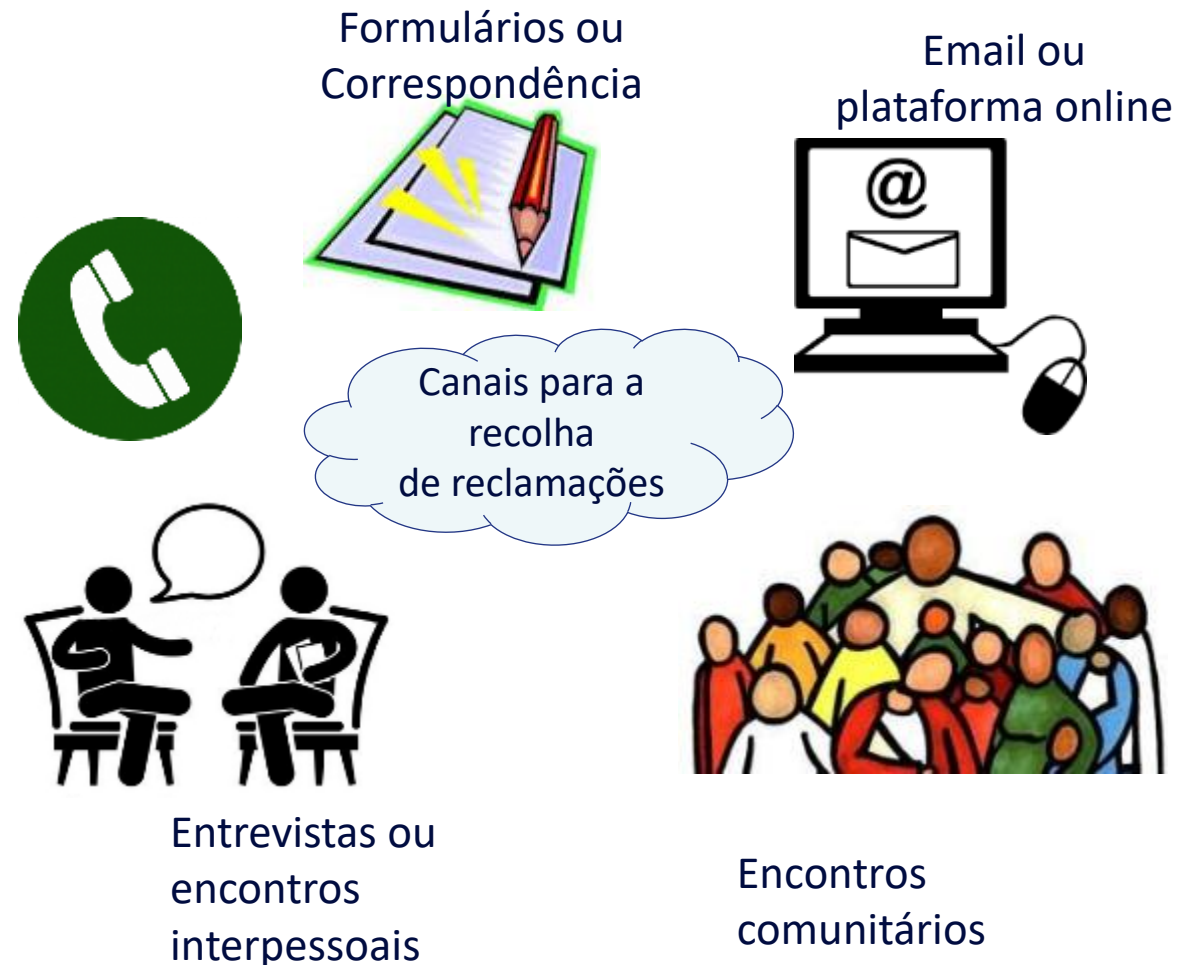 Formulários ou
Correspondência
Email ou
plataforma online
@
Canais para a
recolha
de reclamações
Entrevistas ou
encontros
interpessoais
Encontros
comunitários